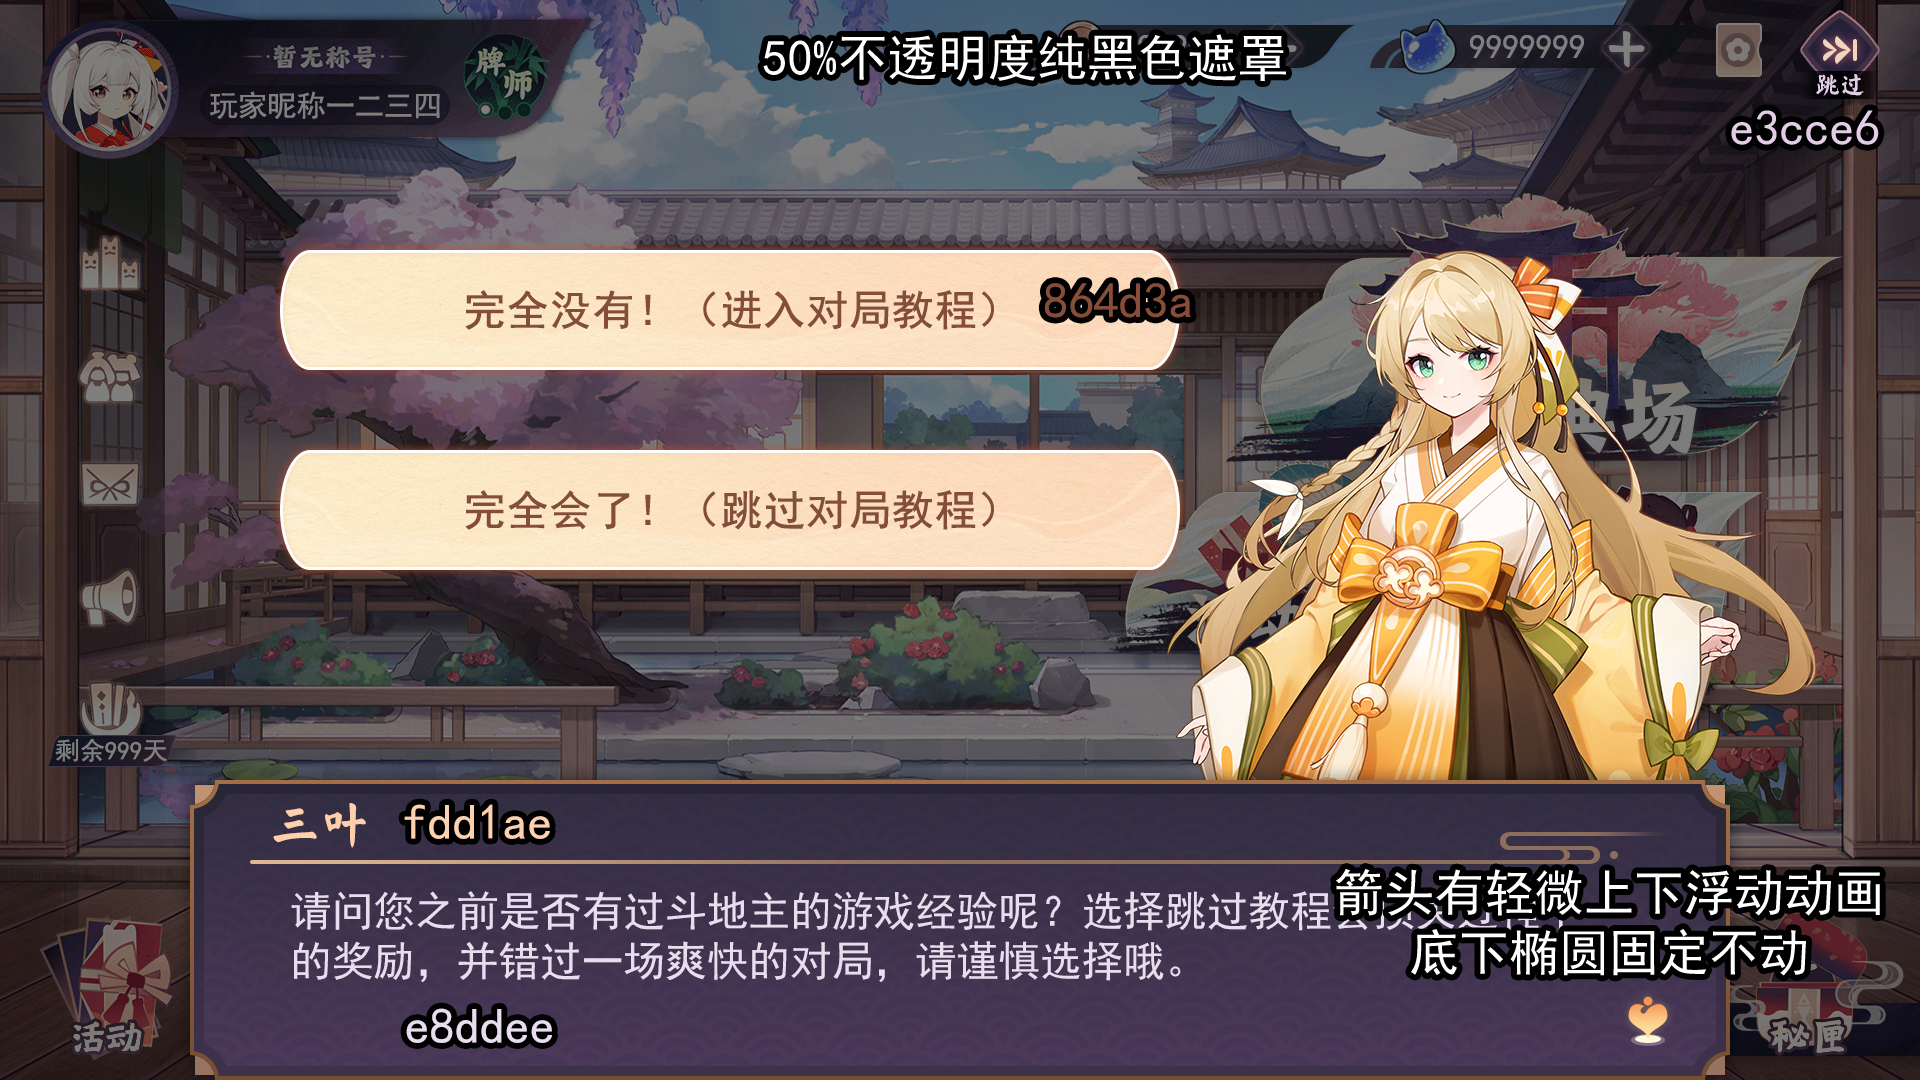 暂无称号
玩家昵称一二三四
牌师
50%不透明度纯黑色遮罩
9999999
跳过
e3cce6
完全没有！（进入对局教程）
864d3a
典场
完全会了！（跳过对局教程）
剩余999天
三叶
fdd1ae
请问您之前是否有过斗地主的游戏经验呢？选择跳过教程
箭头有轻微上下浮动动画
的奖励，并错过一场爽快的对局，请谨慎选择哦。
底下椭圆固定不动
e8ddee
活动
秘匣